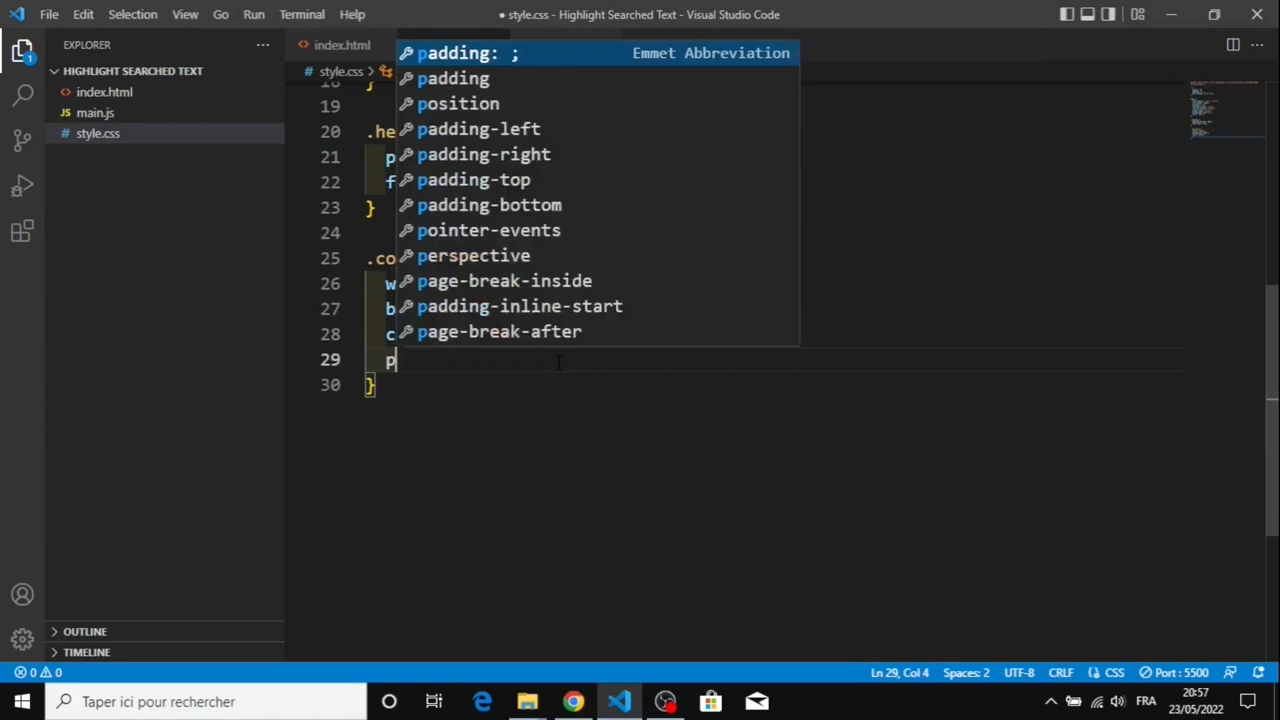 File Edit Selection View Go Run Terminal Help
● style.css - Highlight Searched Text - Visual Studio Code
EXPLORER
HIGHLIGHT SEARCHED TEXT
<> index.html
JS main.js
# style.css
OUTLINE
TIMELINE
<> index.html
# style.css >
18 }
19
20 .he
21 p
22 f
23 }
24
25 .co
26 w
27 b
28 c
29 p
30 }
padding: ; Emmet Abbreviation
padding
position
padding-left
padding-right
padding-top
padding-bottom
pointer-events
perspective
page-break-inside
padding-inline-start
page-break-after
1
0 0 Ln 29, Col 4 Spaces: 2 UTF-8 CRLF CSS Port : 5500
Taper ici pour rechercher
FRA
20:57
23/05/2022